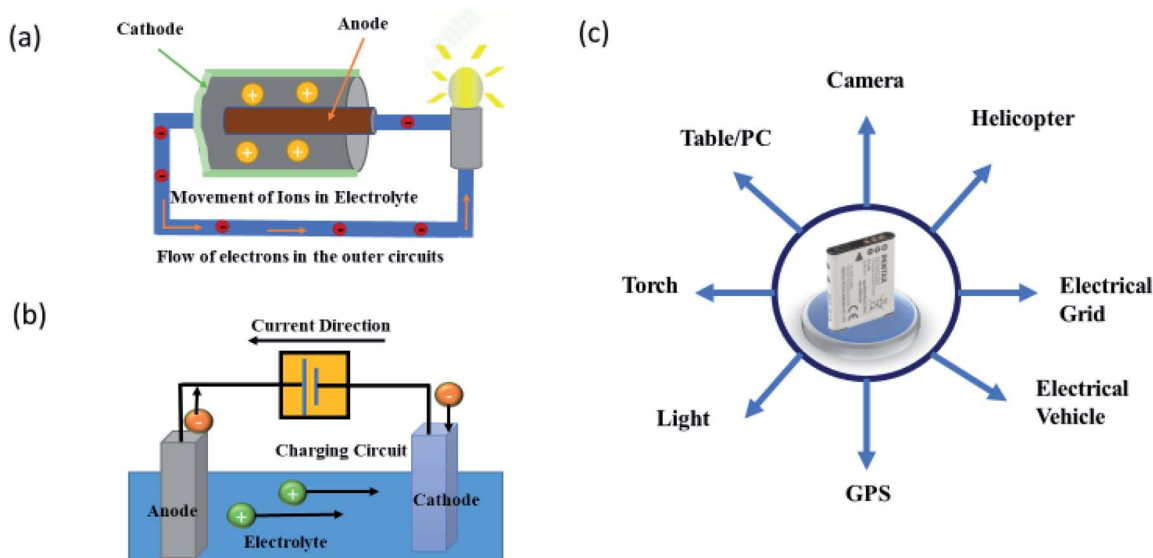 (a)
Cathode
Anode
Movement of Ions in Electrolyte
Flow of electrons in the outer circuits
(b)
Current Direction
Charging Circuit
Anode
Cathode
Electrolyte
(c)
Camera
Helicopter
Table/PC
Torch
Electrical
Grid
Electrical
Vehicle
Light
GPS
PENTAX